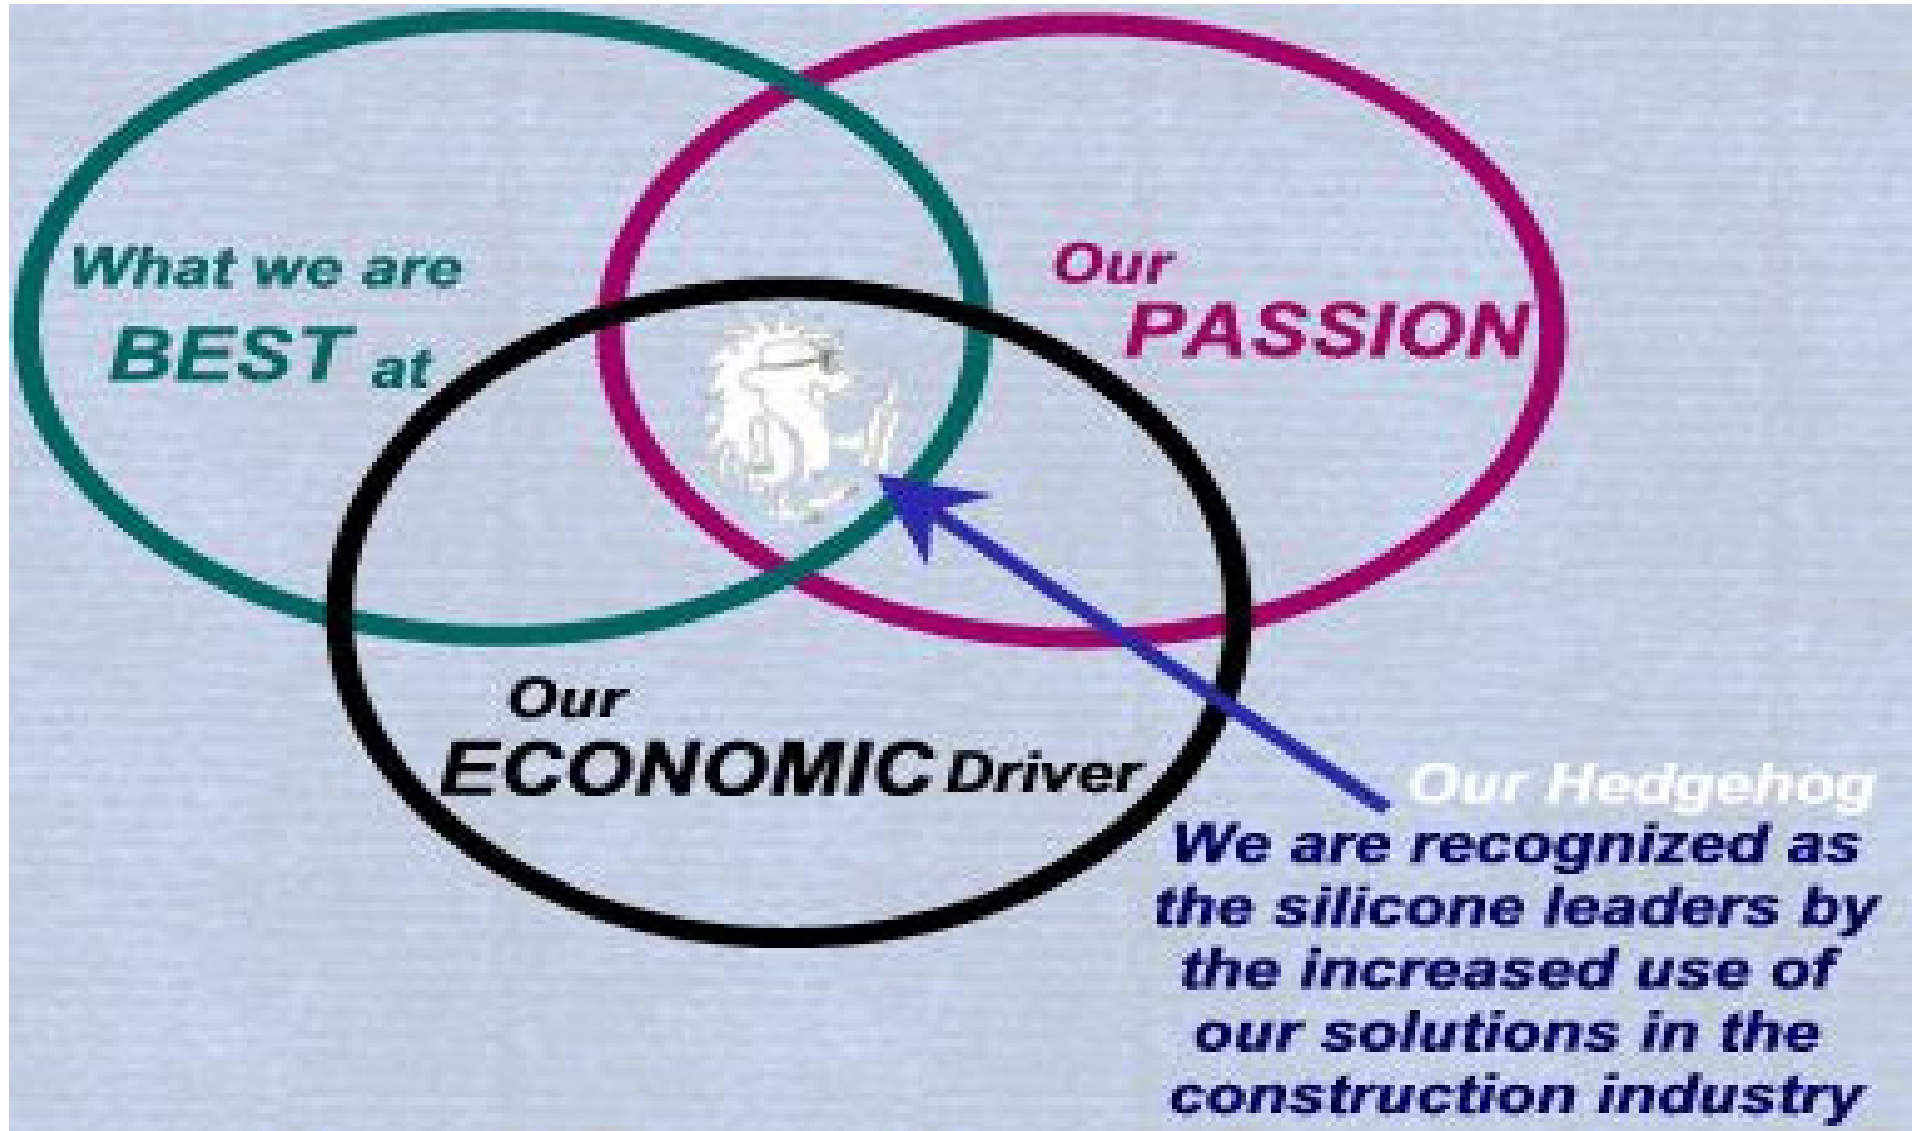 What we are
BEST at
Our
PASSION
Our
ECONOMIC Driver
Our Hedgehog
We are recognized as
the silicone leaders by
the increased use of
our solutions in the
construction industry